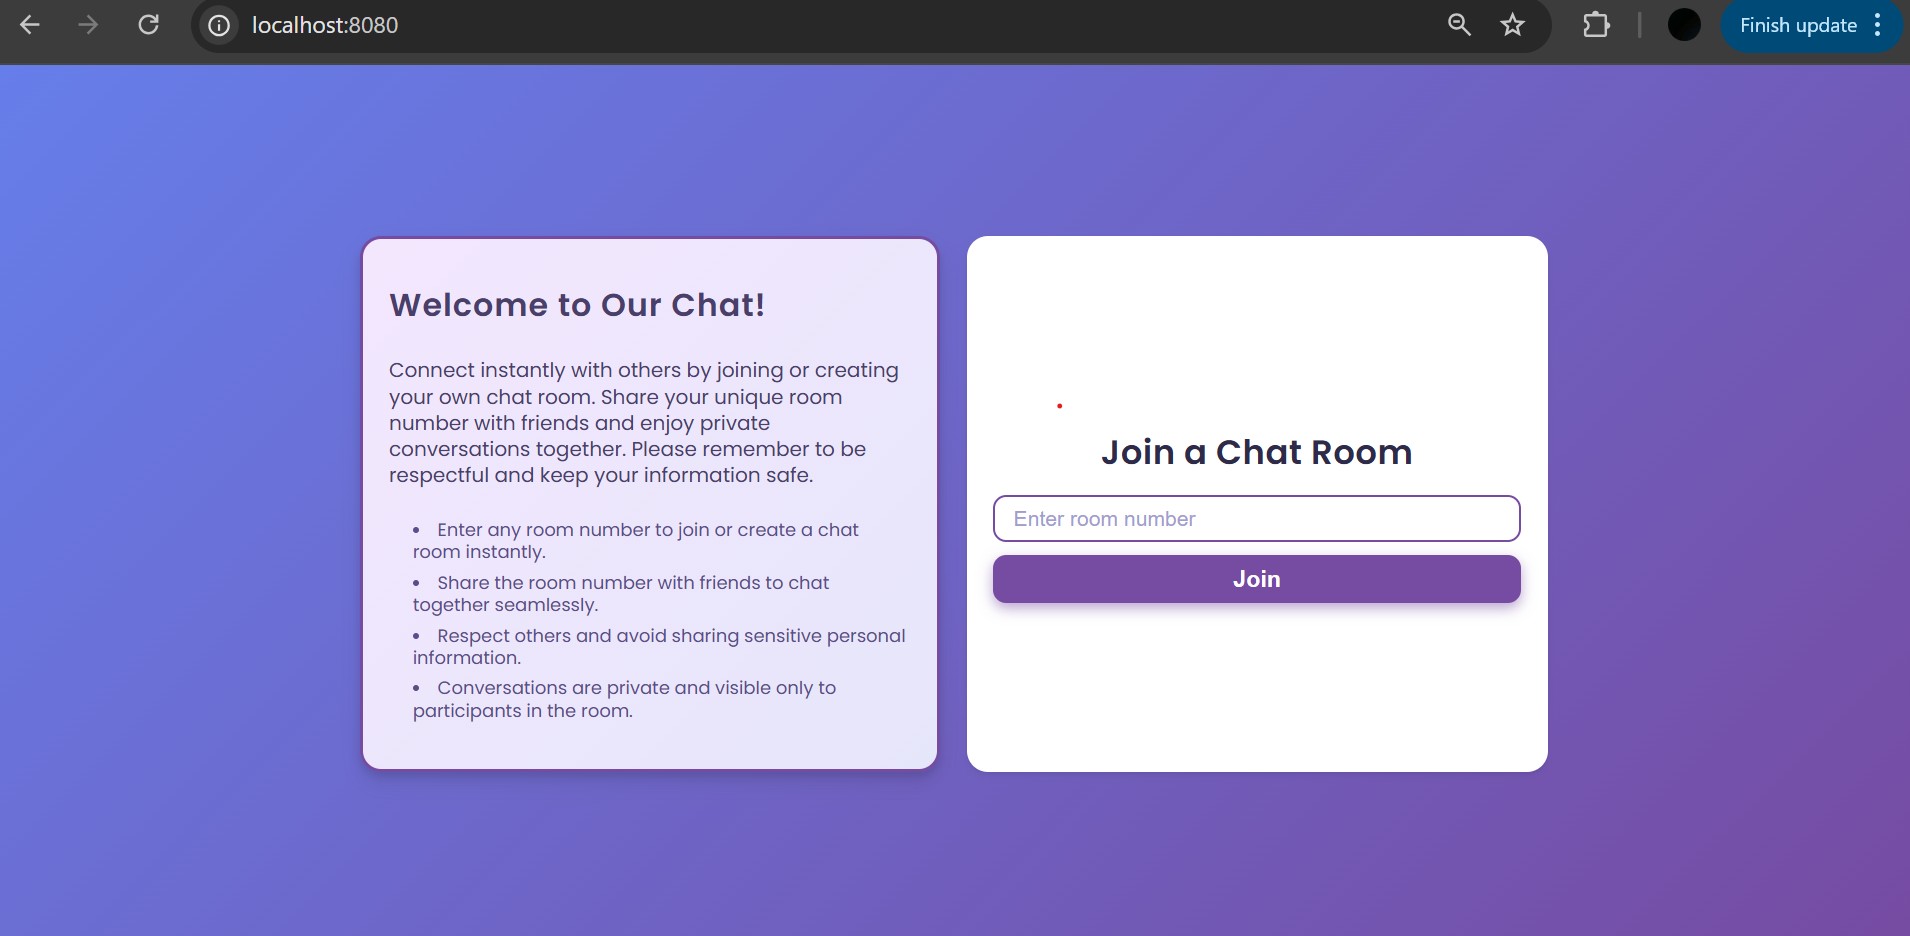 localhost:8080
Finish update
Welcome to Our Chat!
Connect instantly with others by joining or creating
your own chat room. Share your unique room
number with friends and enjoy private
conversations together. Please remember to be
respectful and keep your information safe.
• Enter any room number to join or create a chat
room instantly.
• Share the room number with friends to chat
together seamlessly.
• Respect others and avoid sharing sensitive personal
information.
• Conversations are private and visible only to
participants in the room.
Join a Chat Room
Enter room number
Join